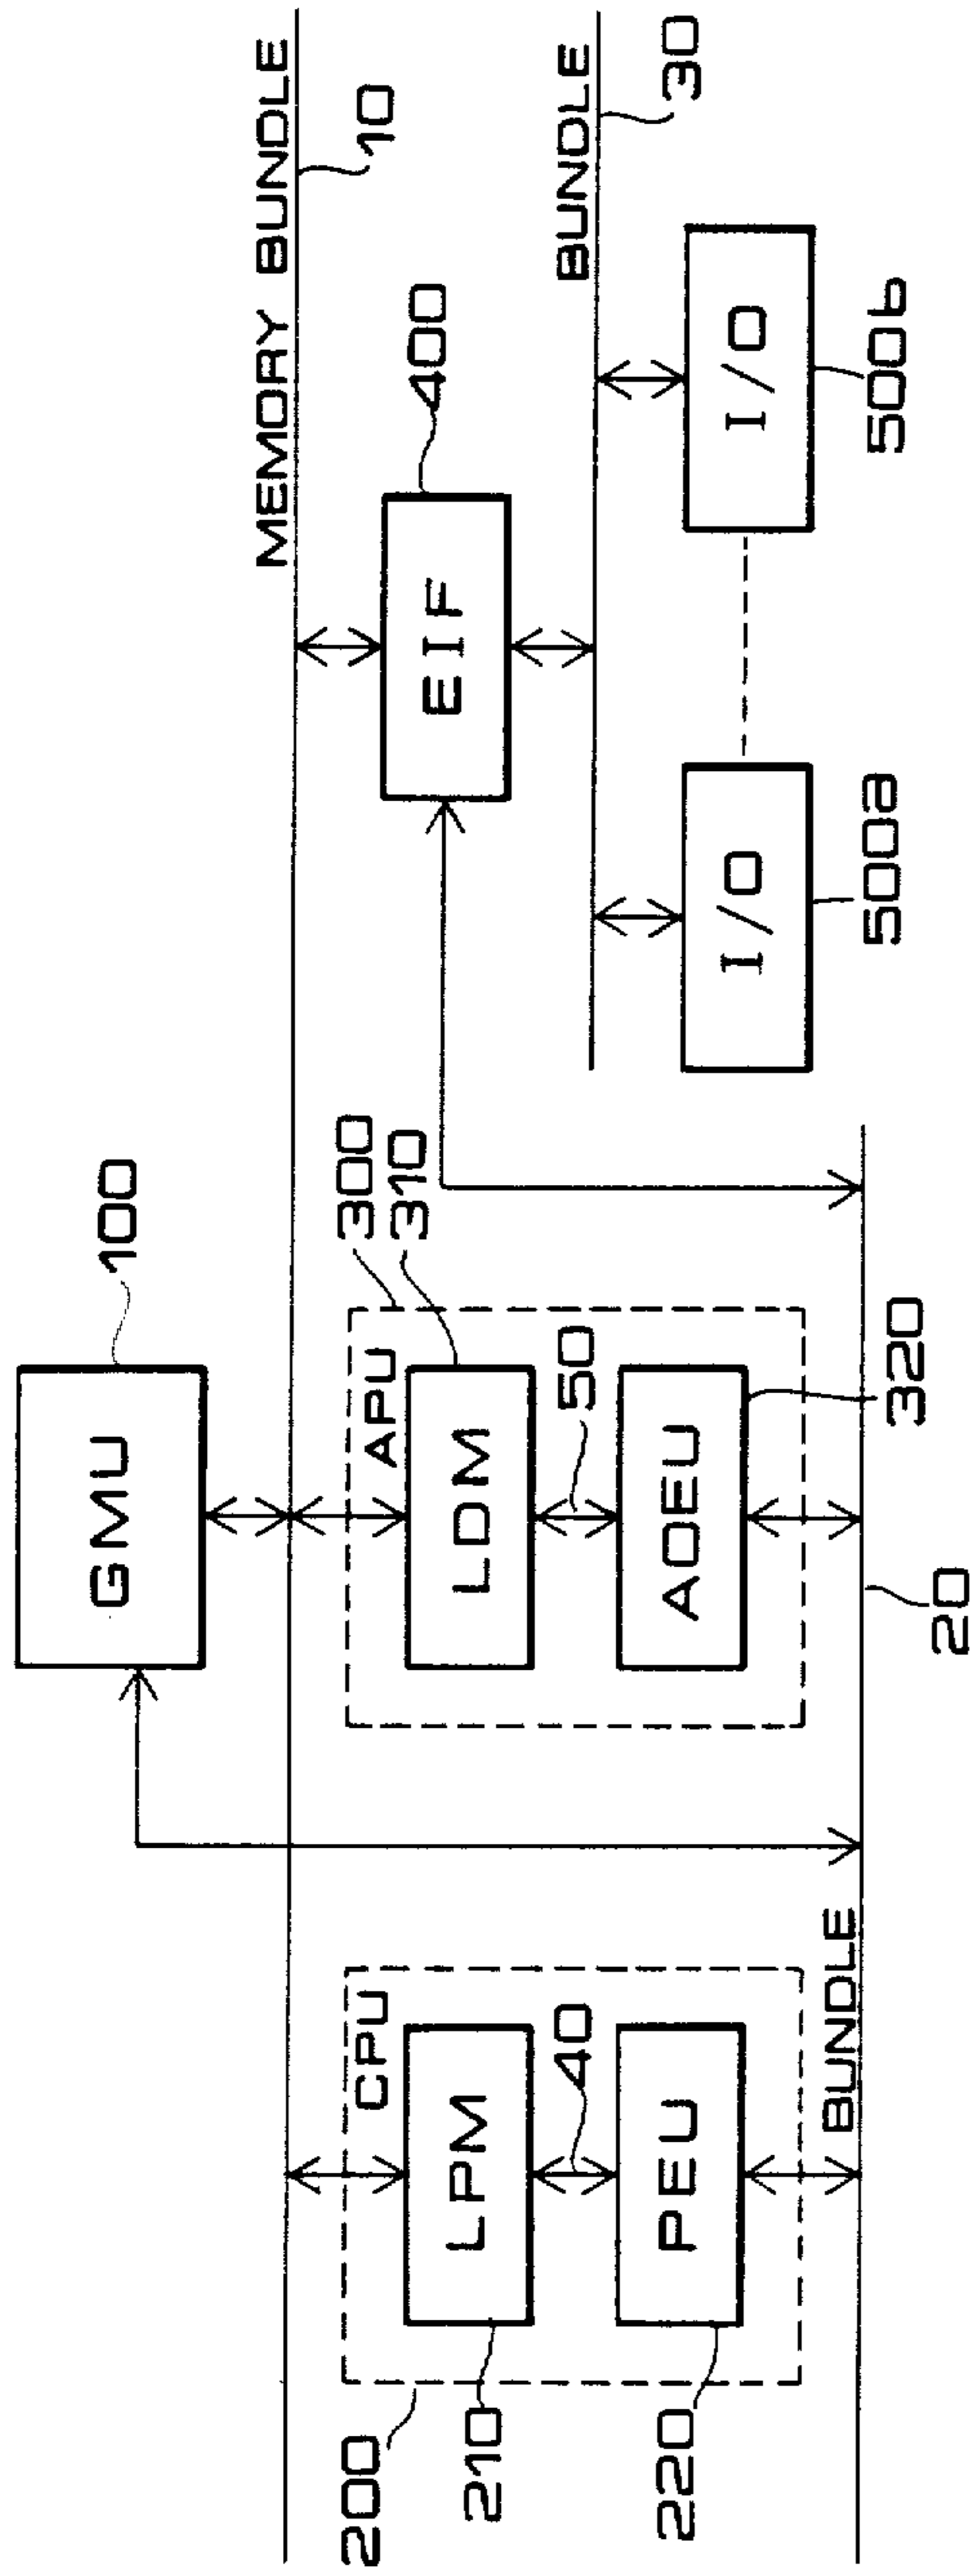 GMU
100
MEMORY BUNDLE
10
200
CPU
LPM
210
40
PEU
220
APU
300
310
LDM
50
AOEU
320
EIF
400
BUNDLE
30
I/O
500a
I/O
500b
BUNDLE
20